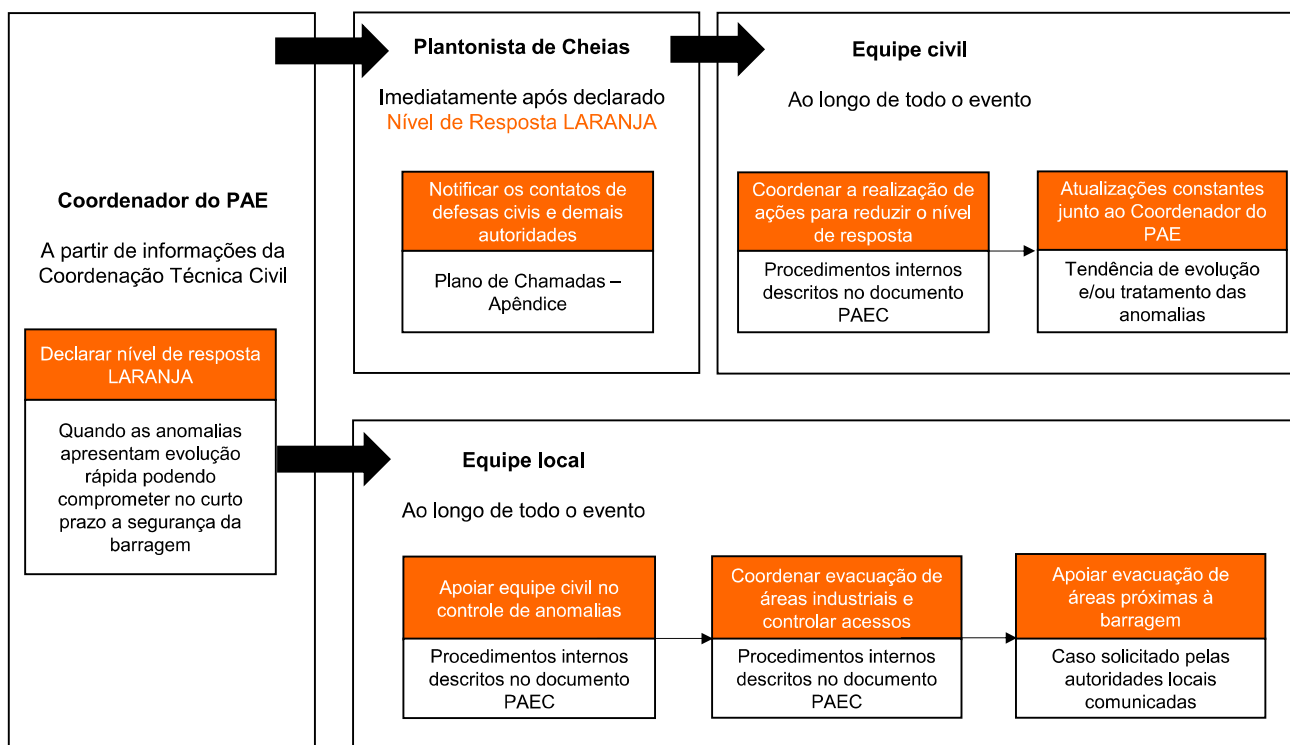 Coordenador do PAE
A partir de informações da
Coordenação Técnica Civil
Declarar nível de resposta
LARANJA
Quando as anomalias
apresentam evolução
rápida podendo
comprometer no curto
prazo a segurança da
barragem
Plantonista de Cheias
Imediatamente após declarado
Nível de Resposta LARANJA
Notificar os contatos de
defesas civis e demais
autoridades
Plano de Chamadas –
Apêndice
Equipe civil
Ao longo de todo o evento
Coordenar a realização de
ações para reduzir o nível
de resposta
Procedimentos internos
descritos no documento
PAEC
Atualizações constantes
junto ao Coordenador do
PAE
Tendência de evolução
e/ou tratamento das
anomalias
Equipe local
Ao longo de todo o evento
Apoiar equipe civil no
controle de anomalias
Procedimentos internos
descritos no documento
PAEC
Coordenar evacuação de
áreas industriais e
controlar acessos
Procedimentos internos
descritos no documento
PAEC
Apoiar evacuação de
áreas próximas à
barragem
Caso solicitado pelas
autoridades locais
comunicadas